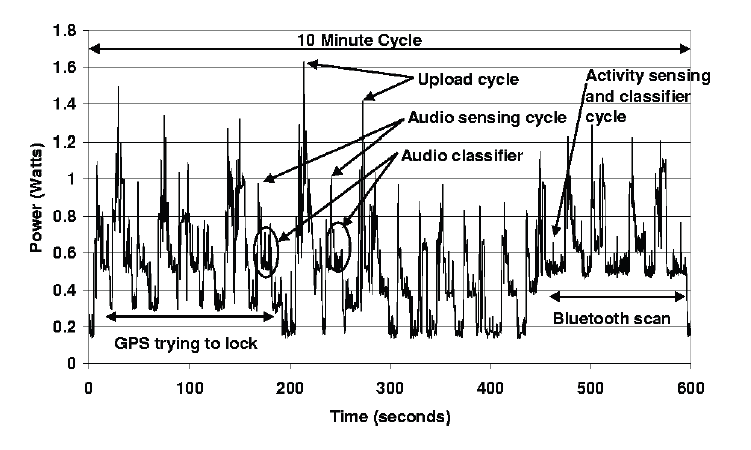 1.8
10 Minute Cycle
1.6
Upload cycle
Activity sensing
and classifier
cycle
1.4
Audio sensing cycle
1.2
Audio classifier
1
Power (Watts)
0.8
0.6
0.4
0.2
GPS trying to lock
Bluetooth scan
0
0 100 200 300 400 500 600
Time (seconds)